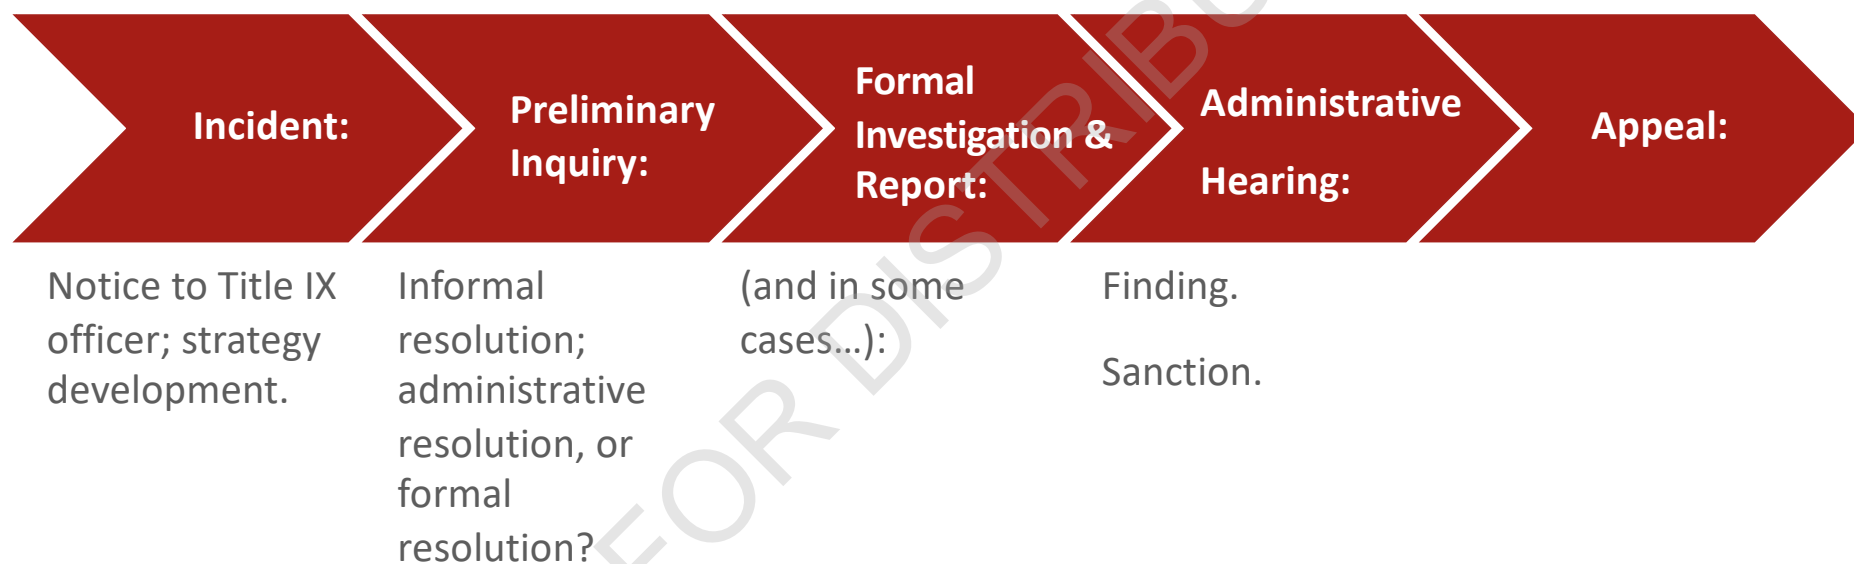 Incident:
Preliminary
Inquiry:
Formal
Investigation &
Report:
Administrative
Hearing:
Appeal:
Notice to Title IX
officer; strategy
development.
Informal
resolution;
administrative
resolution, or
formal
resolution?
(and in some
cases…):
Finding.
Sanction.
FOR